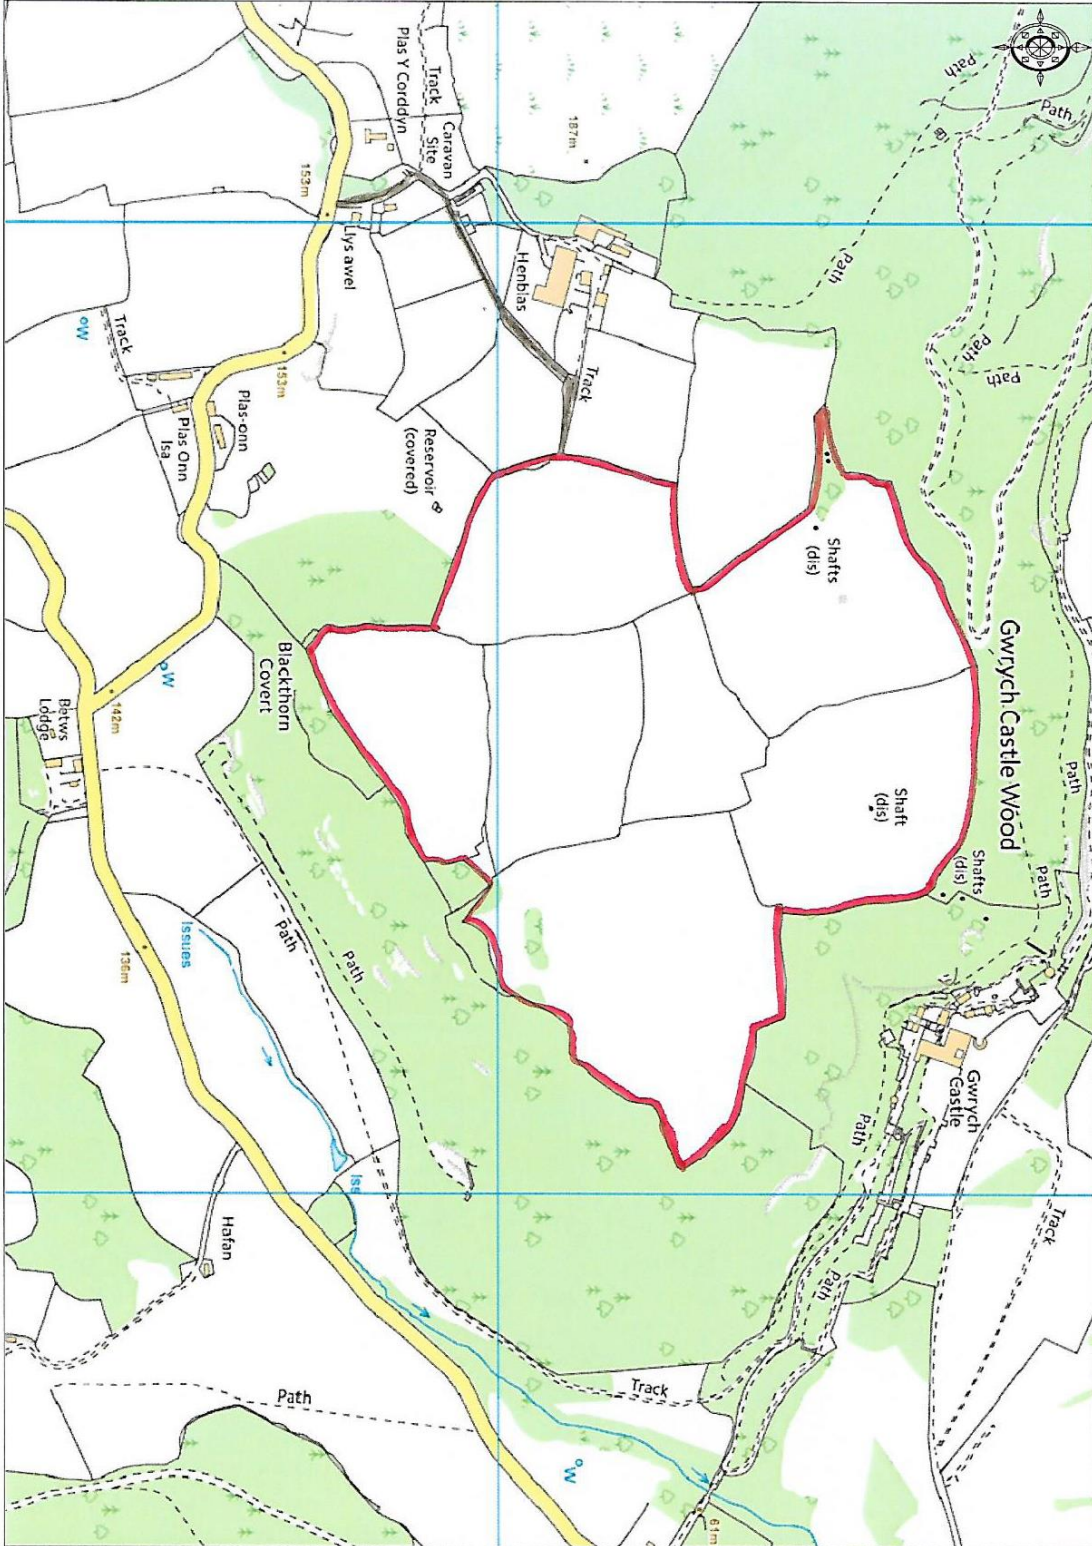 Plas Y Corddyn
Track
Caravan
Site
187m
Path
Path
153m
Llysawel
Henblas
Path
Track
W
Track
153m
Plas-onn
Plas Onn
Isa
Reservoir
(covered)
Path
Path
Shafts
(dis)
Gwrych Castle Wood
Blackthorn
Covert
W
142m
Betws
Lodge
Path
Shaft
(dis)
Shafts
(dis)
Path
Issues
Path
Path
136m
Gwrych
Castle
Path
Iss
Hafan
Track
Path
Path
Track
W
61m